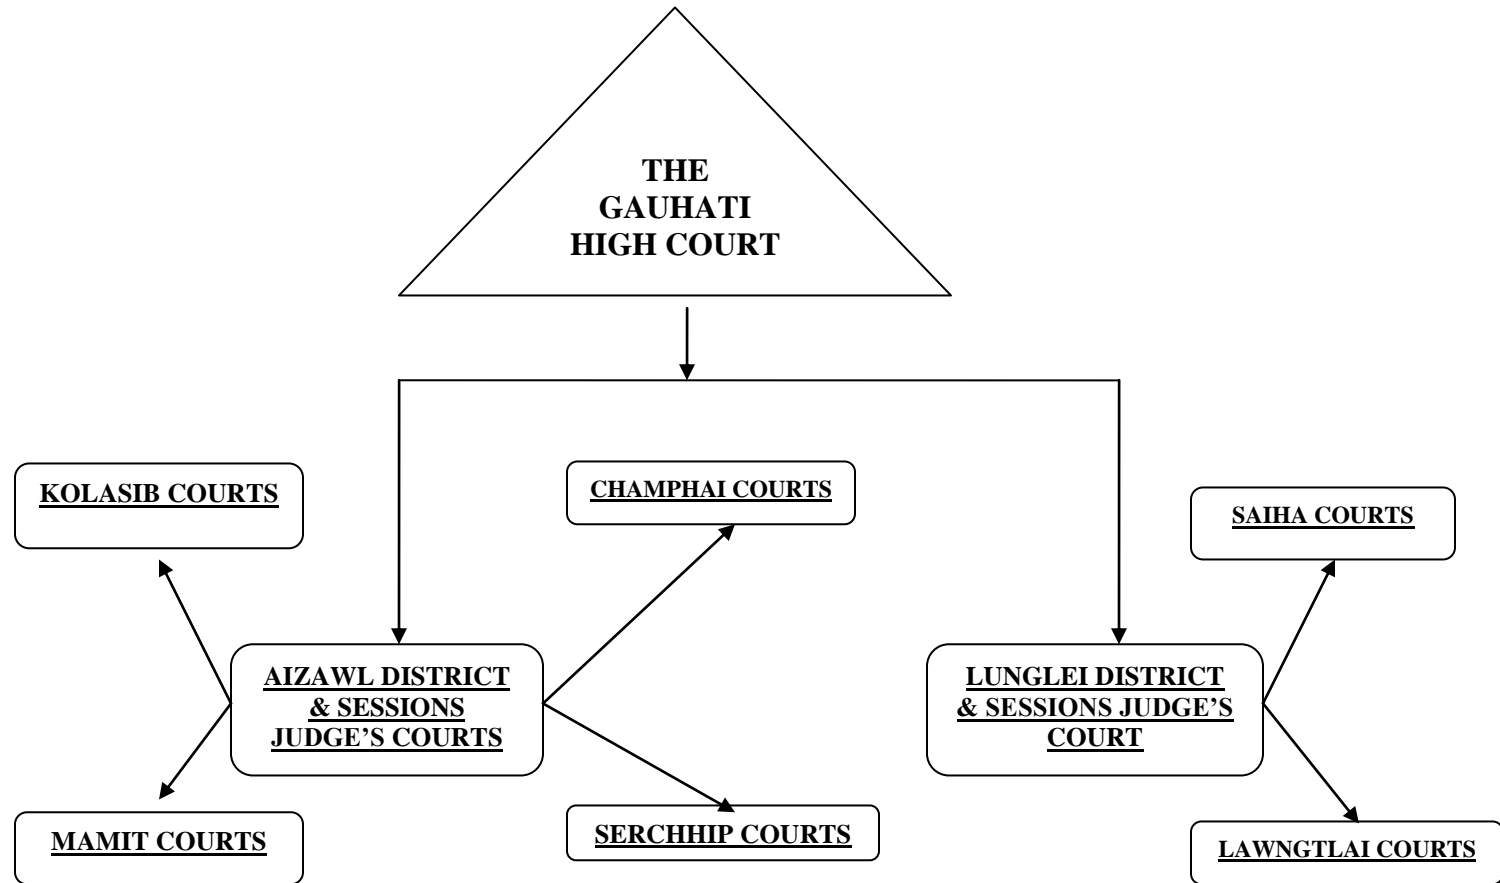 THE
GAUHATI
HIGH COURT
KOLASIB COURTS
CHAMPHAI COURTS
SAIHA COURTS
AIZAWL DISTRICT
& SESSIONS
JUDGE’S COURTS
LUNGLEI DISTRICT
& SESSIONS JUDGE’S
COURT
MAMIT COURTS
SERCHHIP COURTS
LAWNGTLAI COURTS